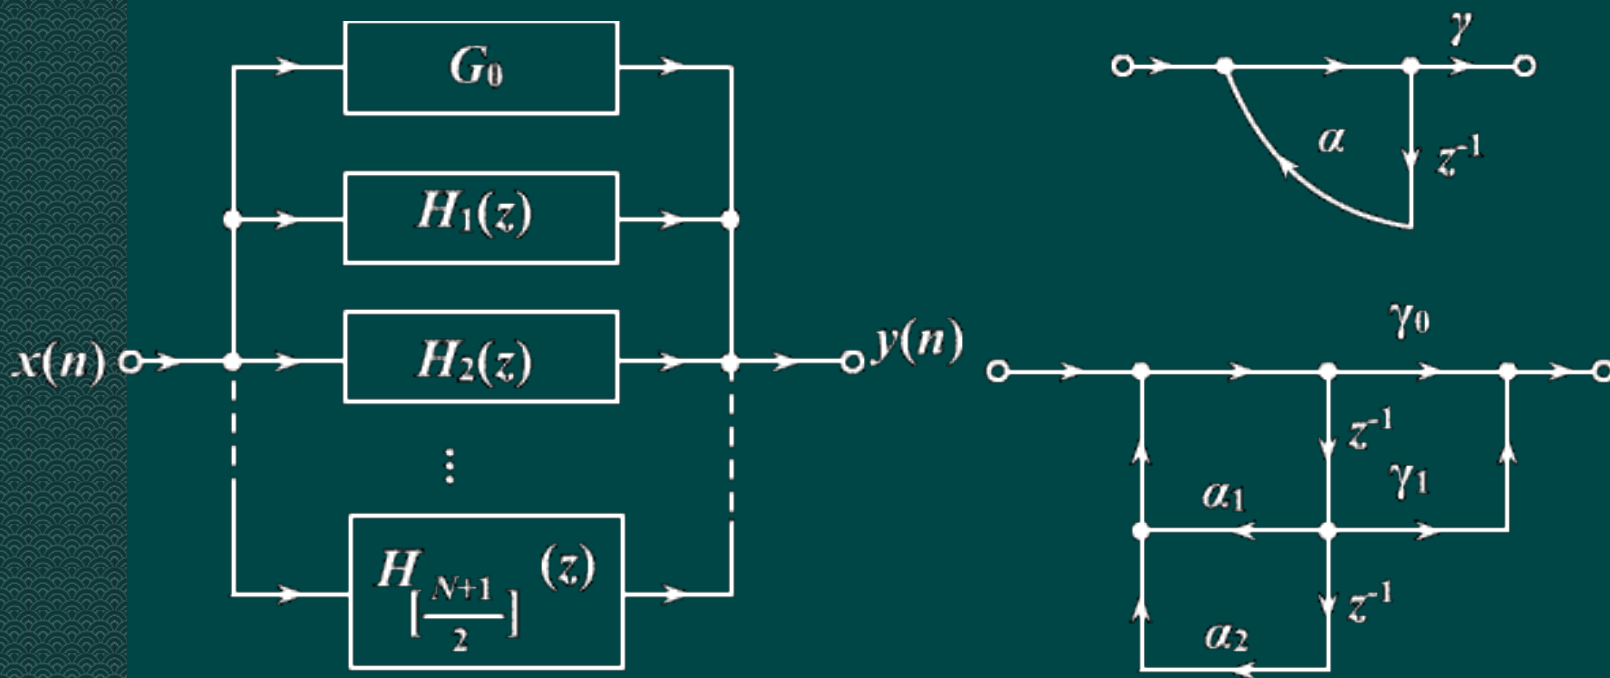 G₀
H₁(z)
x(n)
H₂(z)
y(n)
⋮
H[(N+1)/2](z)
γ
α
z⁻¹
γ₀
z⁻¹
α₁
γ₁
z⁻¹
α₂